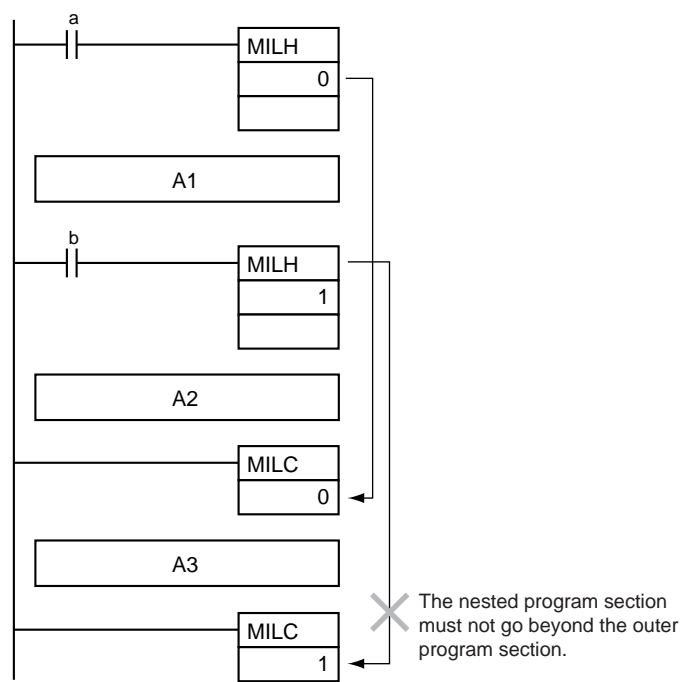 a
MILH
0
A1
b
MILH
1
A2
MILC
0
A3
MILC
1
The nested program section
must not go beyond the outer
program section.